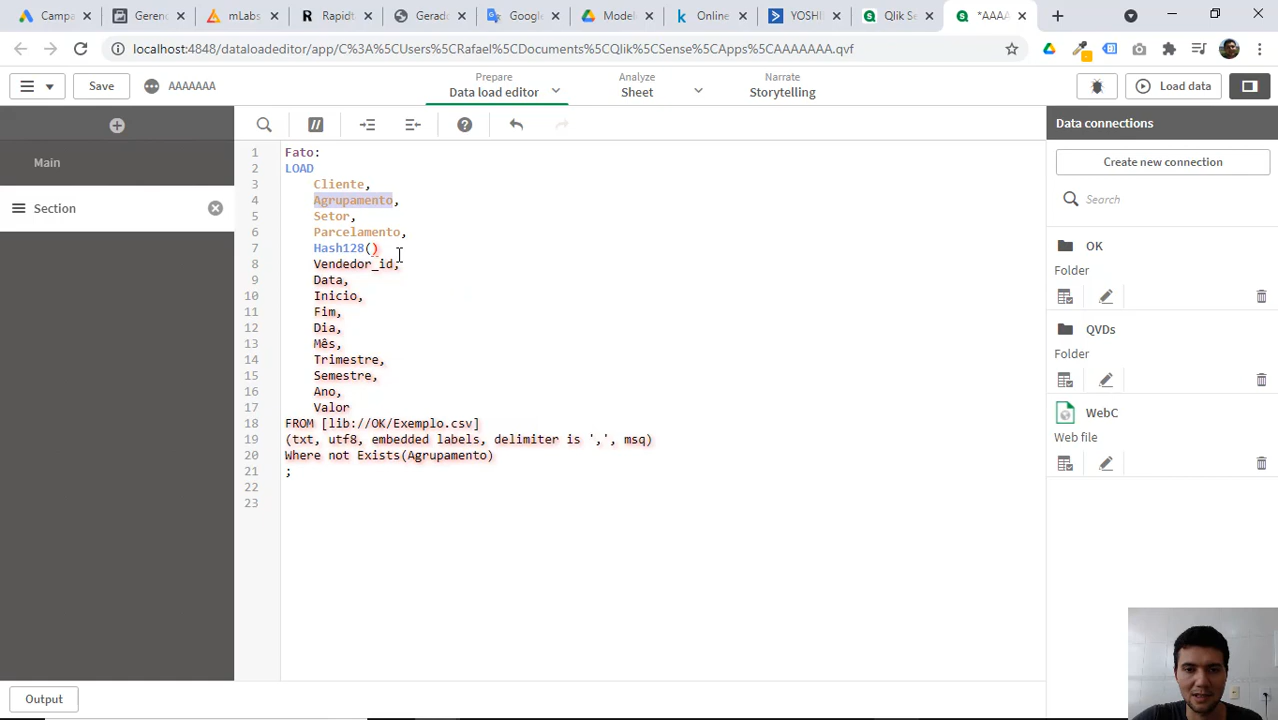 Campa
Geren
mLabs
Rapidt
Gerad
Google
Mode
Online
YOSH
Qlik Se
*AAAA
localhost:4848/dataloadeditor/app/C%3A%5CUsers%5CRafael%5CDocuments%5CQlik%5CSense%5CApps%5CAAAAAAA.qvf
Save
AAAAAAA
Prepare
Data load editor
Analyze
Sheet
Narrate
Storytelling
Load data
Main
Section
Data connections
Create new connection
Search
OK
Folder
QVDs
Folder
WebC
Web file
1 Fato:
2 LOAD
3 Cliente,
4 Agrupamento,
5 Setor,
6 Parcelamento,
7 Hash128()
8 Vendedor_id,
9 Data,
10 Início,
11 Fim,
12 Dia,
13 Mês,
14 Trimestre,
15 Semestre,
16 Ano,
17 Valor
18 FROM [lib://OK/Exemplo.csv]
19 (txt, utf8, embedded labels, delimiter is ',', msq)
20 Where not Exists(Agrupamento)
21 ;
22
23
Output